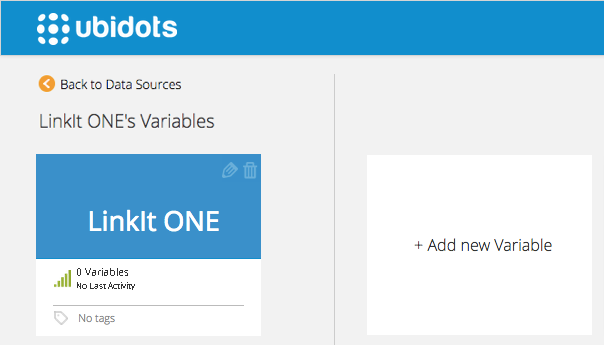 ubidots
Back to Data Sources
LinkIt ONE's Variables
LinkIt ONE
0 Variables
No Last Activity
No tags
+ Add new Variable